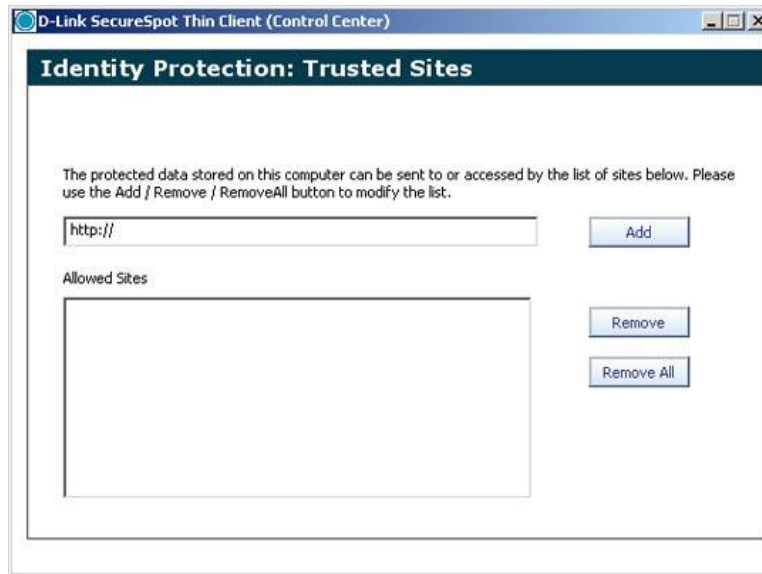 D-Link SecureSpot Thin Client (Control Center)
Identity Protection: Trusted Sites
The protected data stored on this computer can be sent to or accessed by the list of sites below. Please
use the Add / Remove / RemoveAll button to modify the list.
http://
Add
Allowed Sites
Remove
Remove All